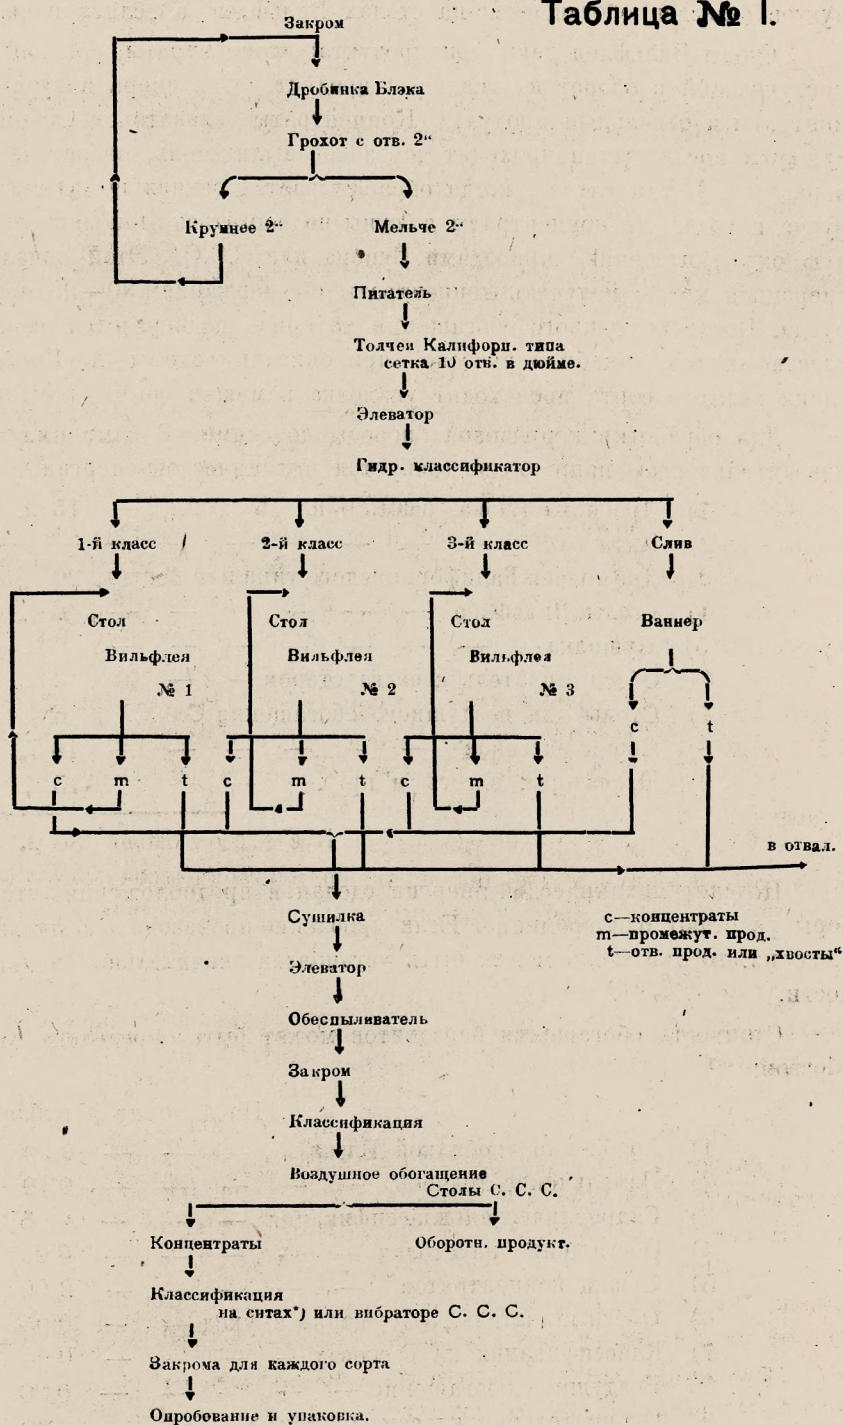 Таблица № I.
Закром
Дробинка Блэка
Грохот с отв. 2“
Крупнее 2“ Мельче 2“
Питатель
Толчеи Калифорн. типа
сетка 10 отв. в дюйме.
Элеватор
Гидр. классификатор
1-й класс 2-й класс 3-й класс Слив
Стол Стол Стол Ваннер
Вильфлея Вильфлея Вильфлея
№ 1 № 2 № 3
c t
c m t c m t c m t
в отвал.
Сушилка
c—концентраты
m—промежут. прод.
t—отв. прод. или „хвосты“
Элеватор
Обеспыливатель
Закром
Классификация
Воздушное обогащение
Столы С. С. С.
Концентраты Оборотн. продукт.
Классификация
на ситах*) или вибраторе С. С. С.
Закрома для каждого сорта
Опробование и упаковка.